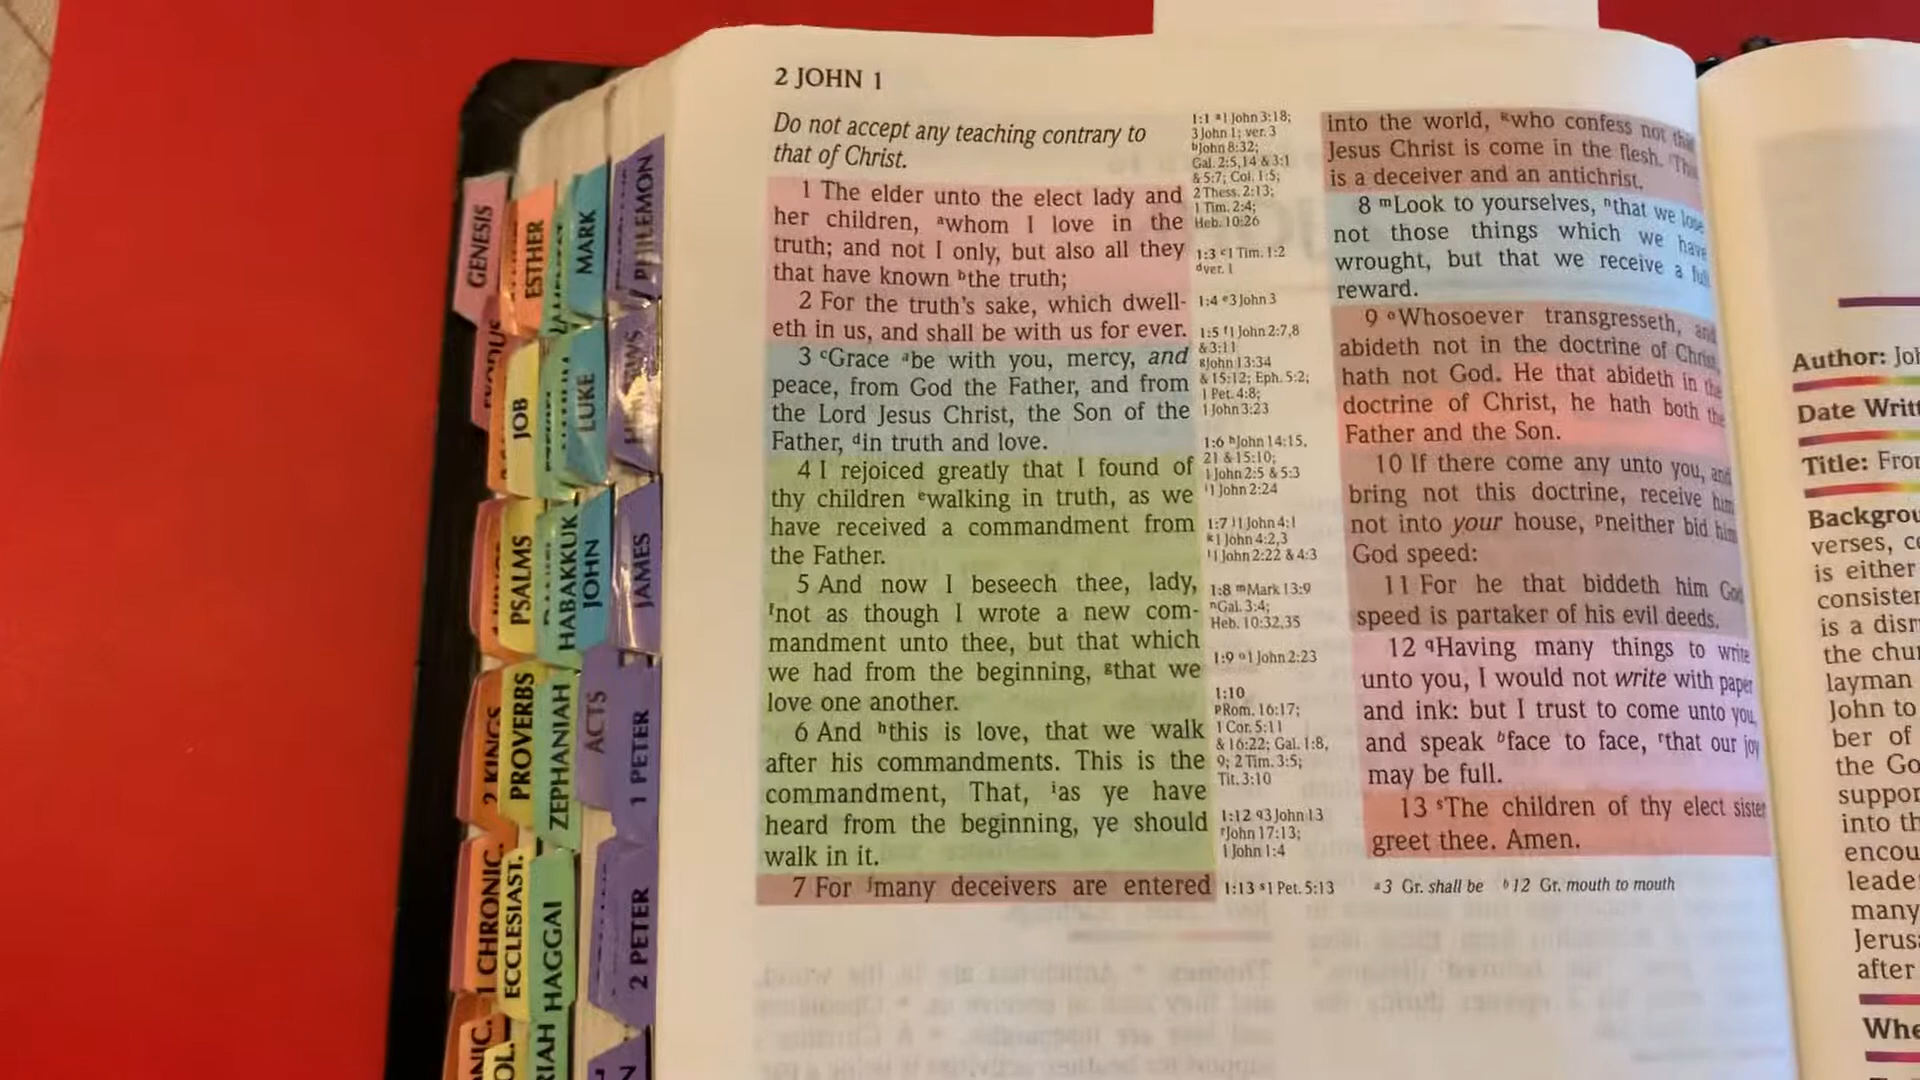 2 JOHN 1
Do not accept any teaching contrary to
that of Christ.
1 The elder unto the elect lady and
her children, ᵃwhom I love in the
truth; and not I only, but also all they
that have known ᵇthe truth;
2 For the truth's sake, which dwell-
eth in us, and shall be with us for ever.
3 ᶜGrace ᵃbe with you, mercy, and
peace, from God the Father, and from
the Lord Jesus Christ, the Son of the
Father, ᵈin truth and love.
4 I rejoiced greatly that I found of
thy children ᵉwalking in truth, as we
have received a commandment from
the Father.
5 And now I beseech thee, lady,
ᶠnot as though I wrote a new com-
mandment unto thee, but that which
we had from the beginning, ᵍthat we
love one another.
6 And ʰthis is love, that we walk
after his commandments. This is the
commandment, That, ⁱas ye have
heard from the beginning, ye should
walk in it.
7 For ʲmany deceivers are entered
1:1 ᵃ1 John 3:18;
3 John 1; ver. 3
ᵇJohn 8:32;
Gal. 2:5,14 & 3:1
& 5:7; Col. 1:5;
2 Thess. 2:13;
1 Tim. 2:4;
Heb. 10:26
1:3 ᶜ1 Tim. 1:2
ᵈver. 1
1:4 ᵉ3 John 3
1:5 ᶠ1 John 2:7,8
& 3:11
ᵍJohn 13:34
& 15:12; Eph. 5:2;
1 Pet. 4:8;
1 John 3:23
1:6 ʰJohn 14:15,
21 & 15:10;
1 John 2:5 & 5:3
ⁱ1 John 2:24
1:7 ʲ1 John 4:1
ᵏ1 John 4:2,3
ˡ1 John 2:22 & 4:3
1:8 ᵐMark 13:9
ⁿGal. 3:4;
Heb. 10:32,35
1:9 ᵒ1 John 2:23
1:10
ᵖRom. 16:17;
1 Cor. 5:11
& 16:22; Gal. 1:8,
9; 2 Tim. 3:5;
Tit. 3:10
1:12 ᑫ3 John 13
ʳJohn 17:13;
1 John 1:4
1:13 ˢ1 Pet. 5:13
into the world, ᵏwho confess not that
Jesus Christ is come in the flesh. ˡThis
is a deceiver and an antichrist.
8 ᵐLook to yourselves, ⁿthat we lose
not those things which we have
wrought, but that we receive a full
reward.
9 ᵒWhosoever transgresseth, and
abideth not in the doctrine of Christ,
hath not God. He that abideth in the
doctrine of Christ, he hath both the
Father and the Son.
10 If there come any unto you, and
bring not this doctrine, receive him
not into your house, ᵖneither bid him
God speed:
11 For he that biddeth him God
speed is partaker of his evil deeds.
12 ᑫHaving many things to write
unto you, I would not write with paper
and ink: but I trust to come unto you,
and speak ᵇface to face, ʳthat our joy
may be full.
13 ˢThe children of thy elect sister
greet thee. Amen.
ᵃ3 Gr. shall be ᵇ12 Gr. mouth to mouth
GENESIS
ESTHER
MARK
PHILEMON
EXODUS
JOB
LUKE
PSALMS
HABAKKUK
JOHN
JAMES
2 KINGS
PROVERBS
ZEPHANIAH
ACTS
1 PETER
1 CHRONIC.
ECCLESIAST.
HAGGAI
2 PETER
Author:
Date
Title:
verses,
is either
is a
the
layman
John to
ber of
the
into
many
after